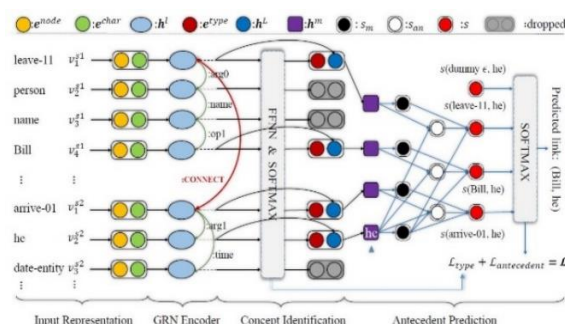 :e^node :e^char :h^l :e^type :h^L :h^m :s_m :s_an :s :dropped
leave-11 v_1^s1
:arg0
person v_2^s1
:name
name v_3^s1
:op1
Bill v_4^s1
⋮ ⋮
:CONNECT
arrive-01 v_1^s2
:arg1
he v_2^s2
:time
date-entity v_3^s2
⋮ ⋮
FFNN & SOFTMAX
s(dummy ϵ, he)
s(leave-11, he)
s(Bill, he)
s(arrive-01, he)
he
SOFTMAX
Predicted link: (Bill, he)
L_type + L_antecedent = L
Input Representation GRN Encoder Concept Identification Antecedent Prediction